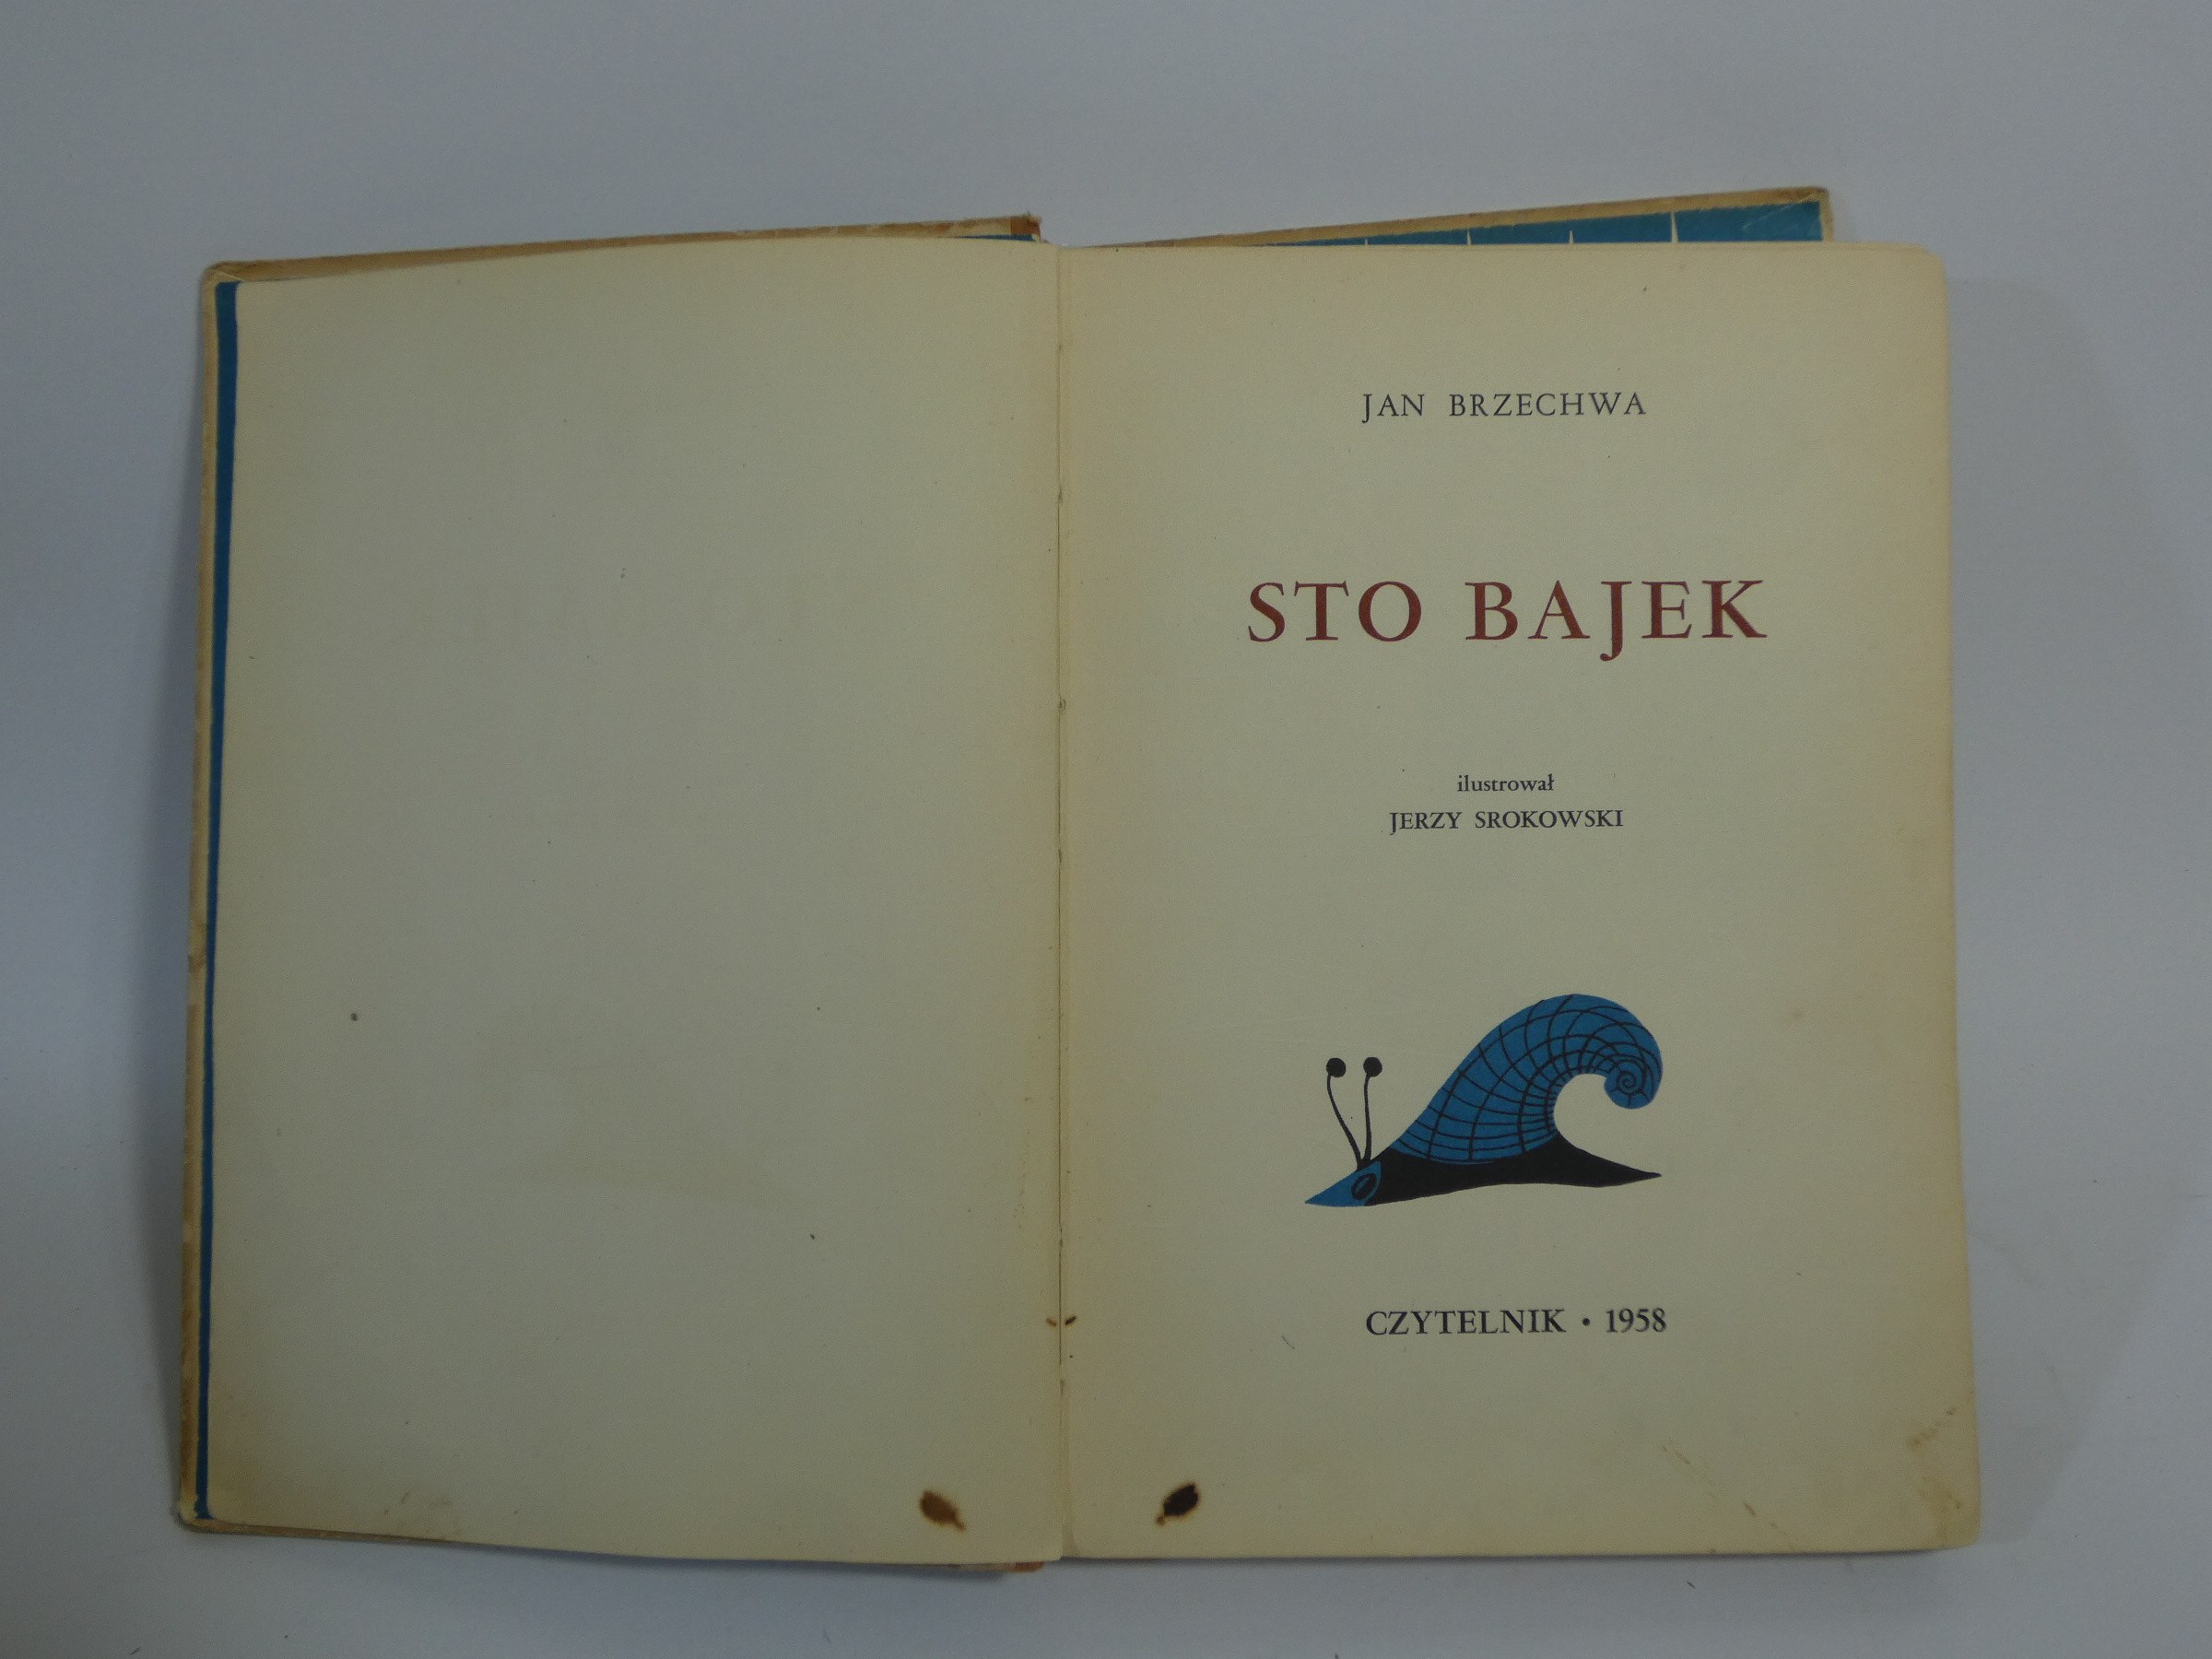 JAN BRZECHWA
STO BAJEK
ilustrował
JERZY SROKOWSKI
CZYTELNIK • 1958